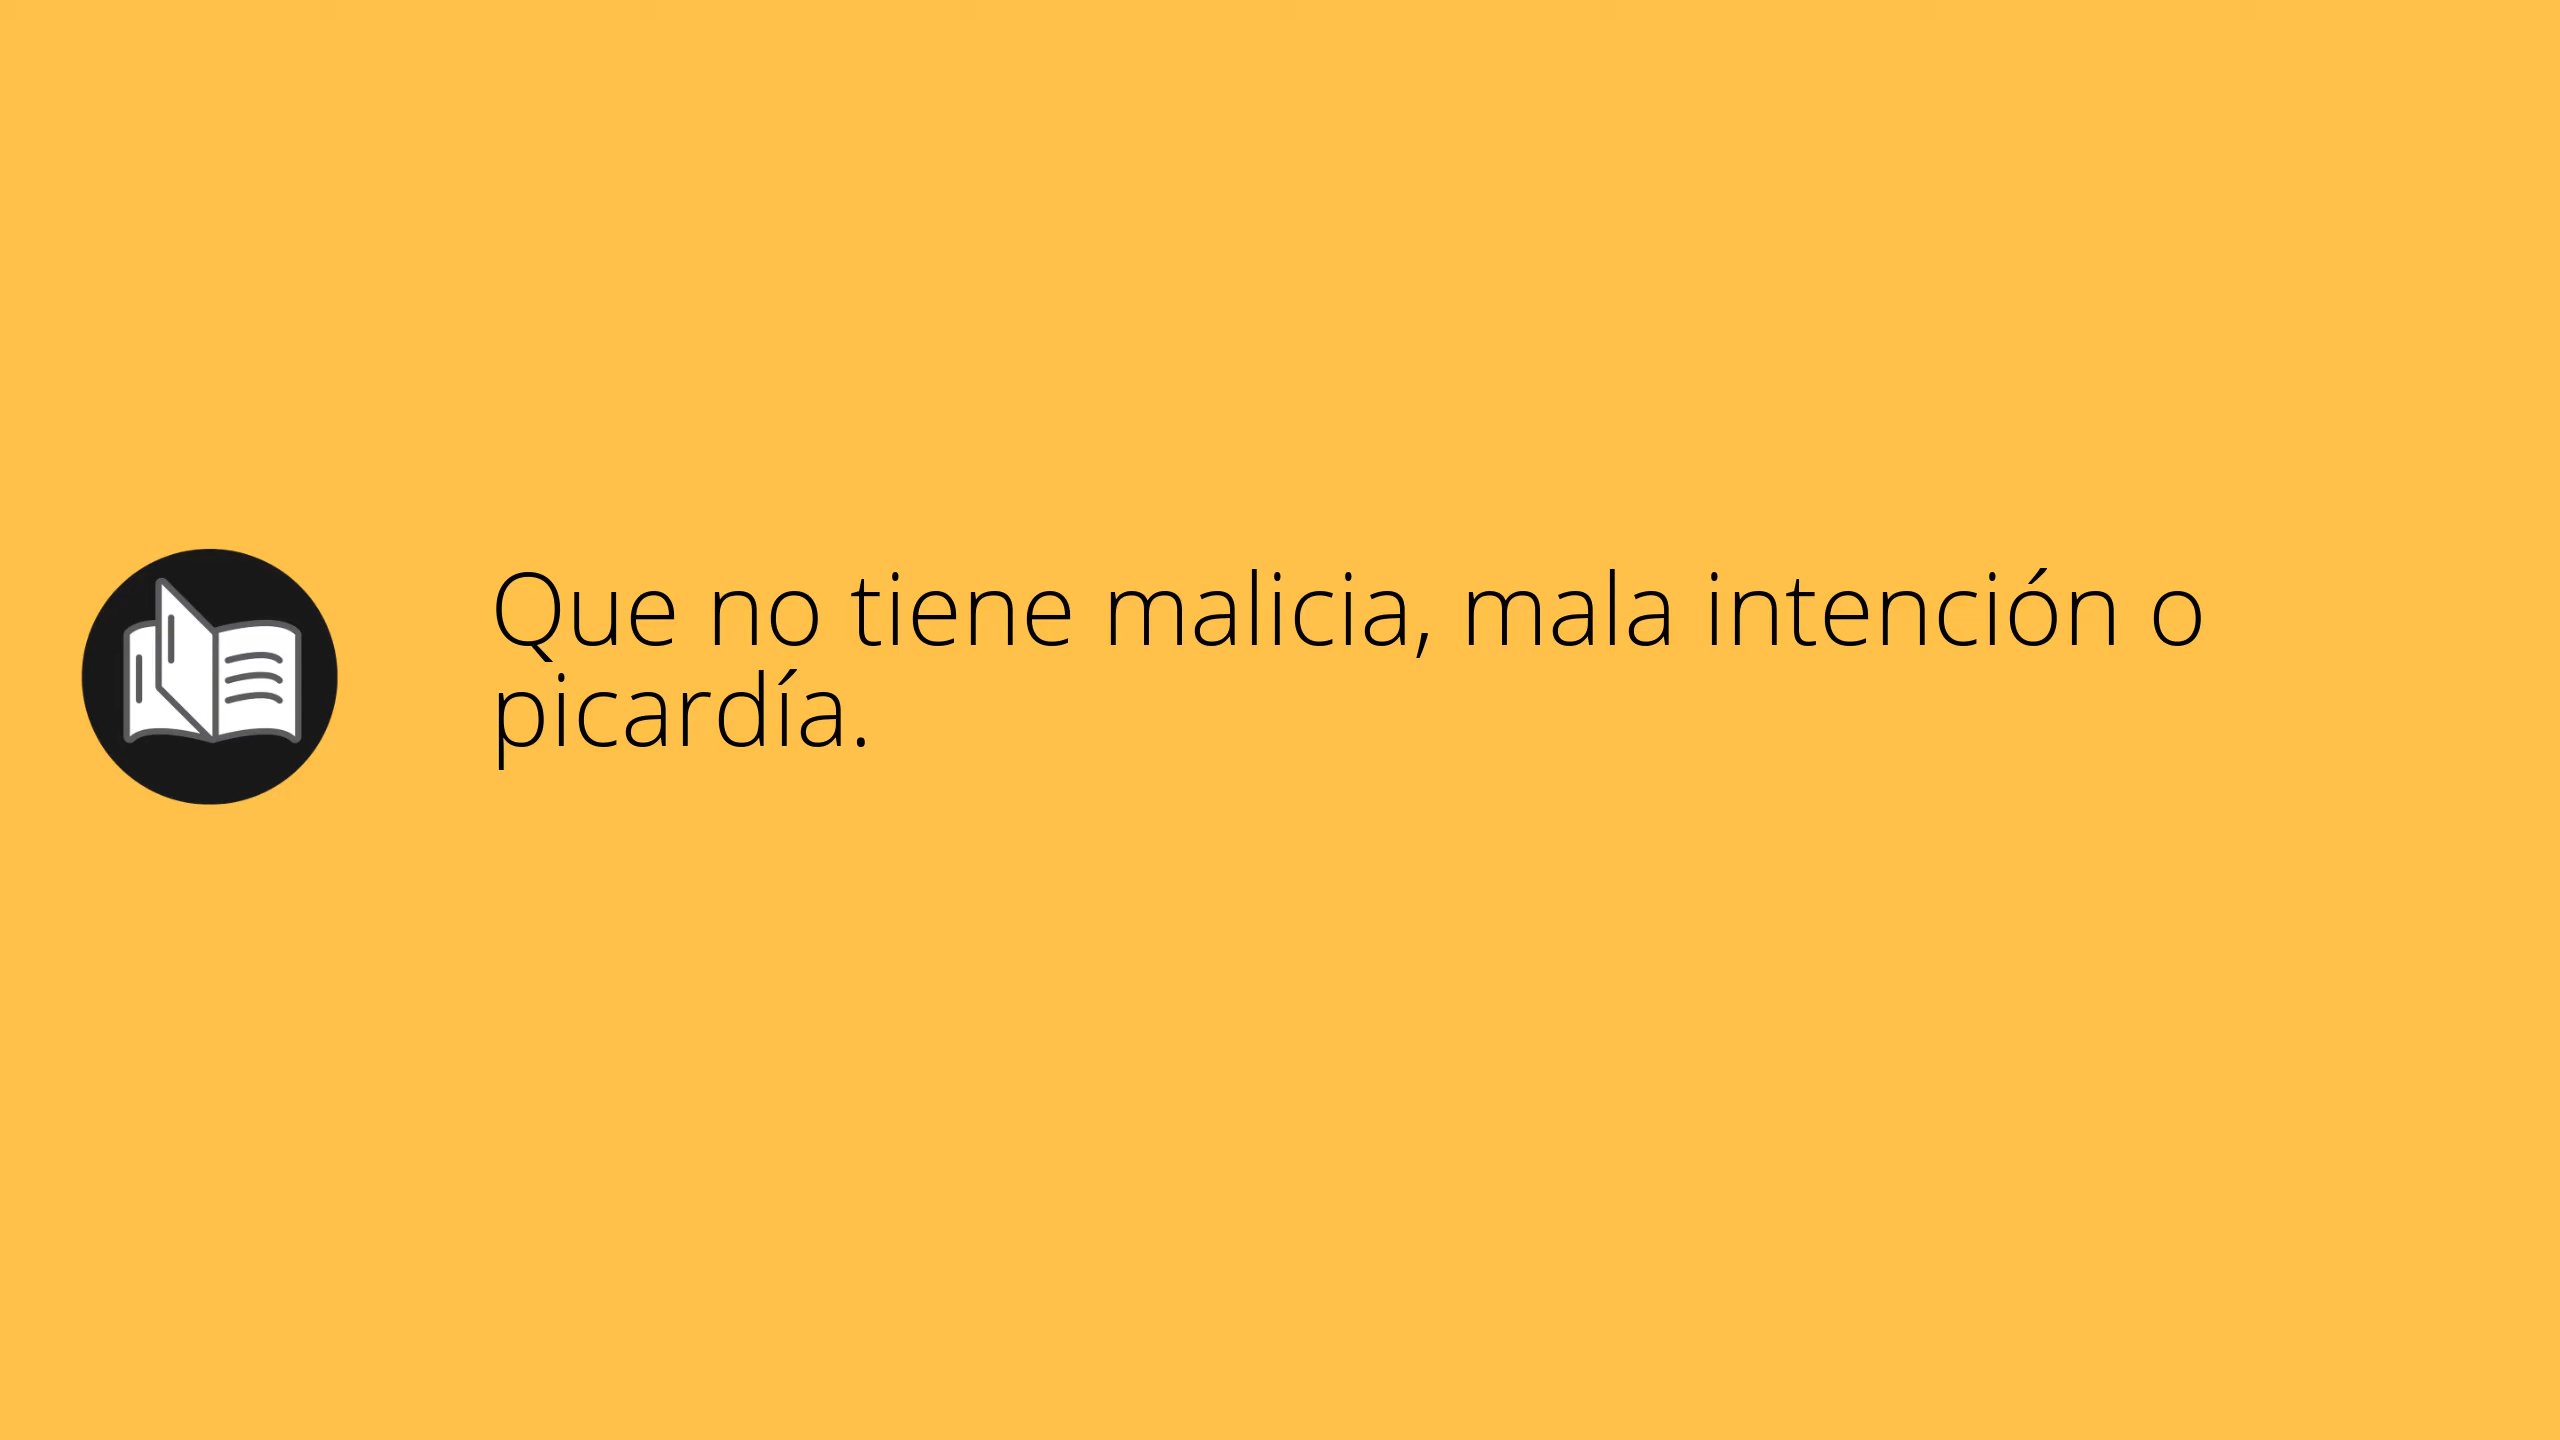 Que no tiene malicia, mala intención o
picardía.